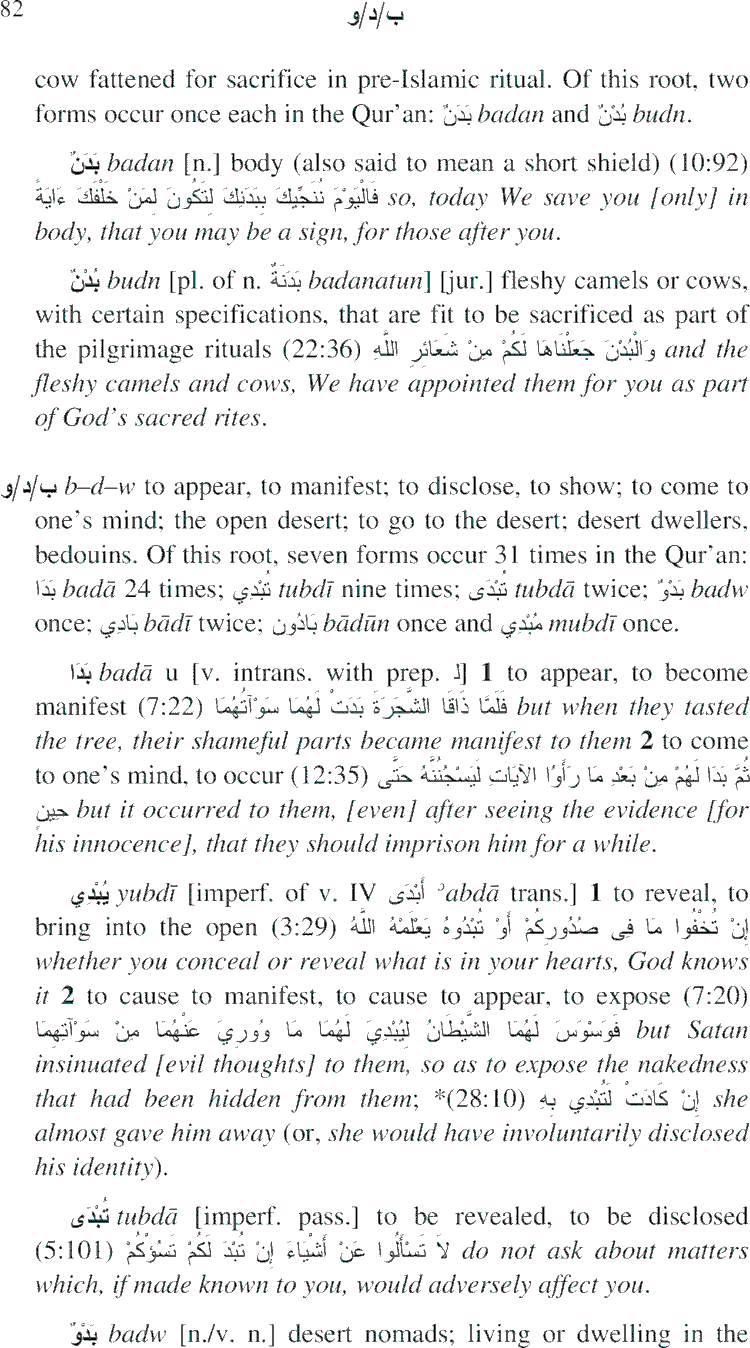 82
ب/د/و
cow fattened for sacrifice in pre-Islamic ritual. Of this root, two
forms occur once each in the Qur'an: بَدَنٌ badan and بُدْنٌ budn.
بَدَنٌ badan [n.] body (also said to mean a short shield) (10:92)
فَالْيَوْمَ نُنَجِّيكَ بِبَدَنِكَ لِتَكُونَ لِمَنْ خَلْفَكَ ءَايَةً so, today We save you [only] in
body, that you may be a sign, for those after you.
بُدْنٌ budn [pl. of n. بَدَنَةٌ badanatun] [jur.] fleshy camels or cows,
with certain specifications, that are fit to be sacrificed as part of
the pilgrimage rituals (22:36) وَالْبُدْنَ جَعَلْنَاهَا لَكُمْ مِنْ شَعَائِرِ اللَّهِ and the
fleshy camels and cows, We have appointed them for you as part
of God's sacred rites.
ب/د/و b–d–w to appear, to manifest; to disclose, to show; to come to
one's mind; the open desert; to go to the desert; desert dwellers,
bedouins. Of this root, seven forms occur 31 times in the Qur'an:
بَدَا badā 24 times; تُبْدِي tubdī nine times; تُبْدَى tubdā twice; بَدْوٌ badw
once; بَادِي bādī twice; بَادُون bādūn once and مُبْدِي mubdī once.
بَدَا badā u [v. intrans. with prep. لـ] 1 to appear, to become
manifest (7:22) فَلَمَّا ذَاقَا الشَّجَرَةَ بَدَتْ لَهُمَا سَوْآتُهُمَا but when they tasted
the tree, their shameful parts became manifest to them 2 to come
to one's mind, to occur (12:35) ثُمَّ بَدَا لَهُمْ مِنْ بَعْدِ مَا رَأَوُا الآيَاتِ لَيَسْجُنُنَّهُ حَتَّى
حِينٍ but it occurred to them, [even] after seeing the evidence [for
his innocence], that they should imprison him for a while.
يُبْدِي yubdī [imperf. of v. IV أَبْدَى ʾabdā trans.] 1 to reveal, to
bring into the open (3:29) إِنْ تُخْفُوا مَا فِى صُدُورِكُمْ أَوْ تُبْدُوهُ يَعْلَمْهُ اللَّهُ
whether you conceal or reveal what is in your hearts, God knows
it 2 to cause to manifest, to cause to appear, to expose (7:20)
فَوَسْوَسَ لَهُمَا الشَّيْطَانُ لِيُبْدِيَ لَهُمَا مَا وُورِيَ عَنْهُمَا مِنْ سَوْآتِهِمَا but Satan
insinuated [evil thoughts] to them, so as to expose the nakedness
that had been hidden from them; *(28:10) إِنْ كَادَتْ لَتُبْدِي بِهِ she
almost gave him away (or, she would have involuntarily disclosed
his identity).
تُبْدَى tubdā [imperf. pass.] to be revealed, to be disclosed
(5:101) لاَ تَسْأَلُوا عَنْ أَشْيَاءَ إِنْ تُبْدَ لَكُمْ تَسُؤْكُمْ do not ask about matters
which, if made known to you, would adversely affect you.
بَدْوٌ badw [n./v. n.] desert nomads; living or dwelling in the